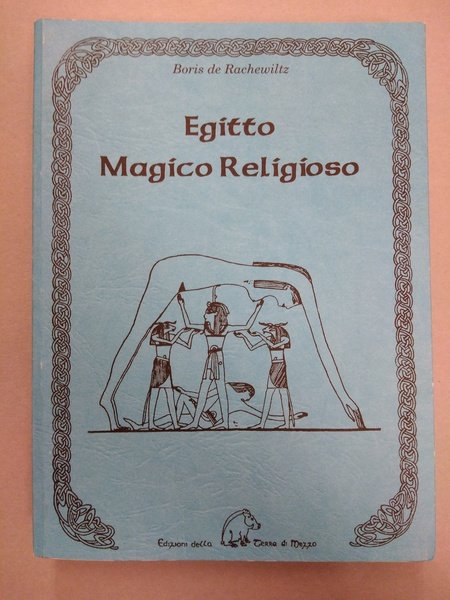 Boris de Rachewiltz
Egitto
Magico Religioso
Edizioni della Terra di Mezzo